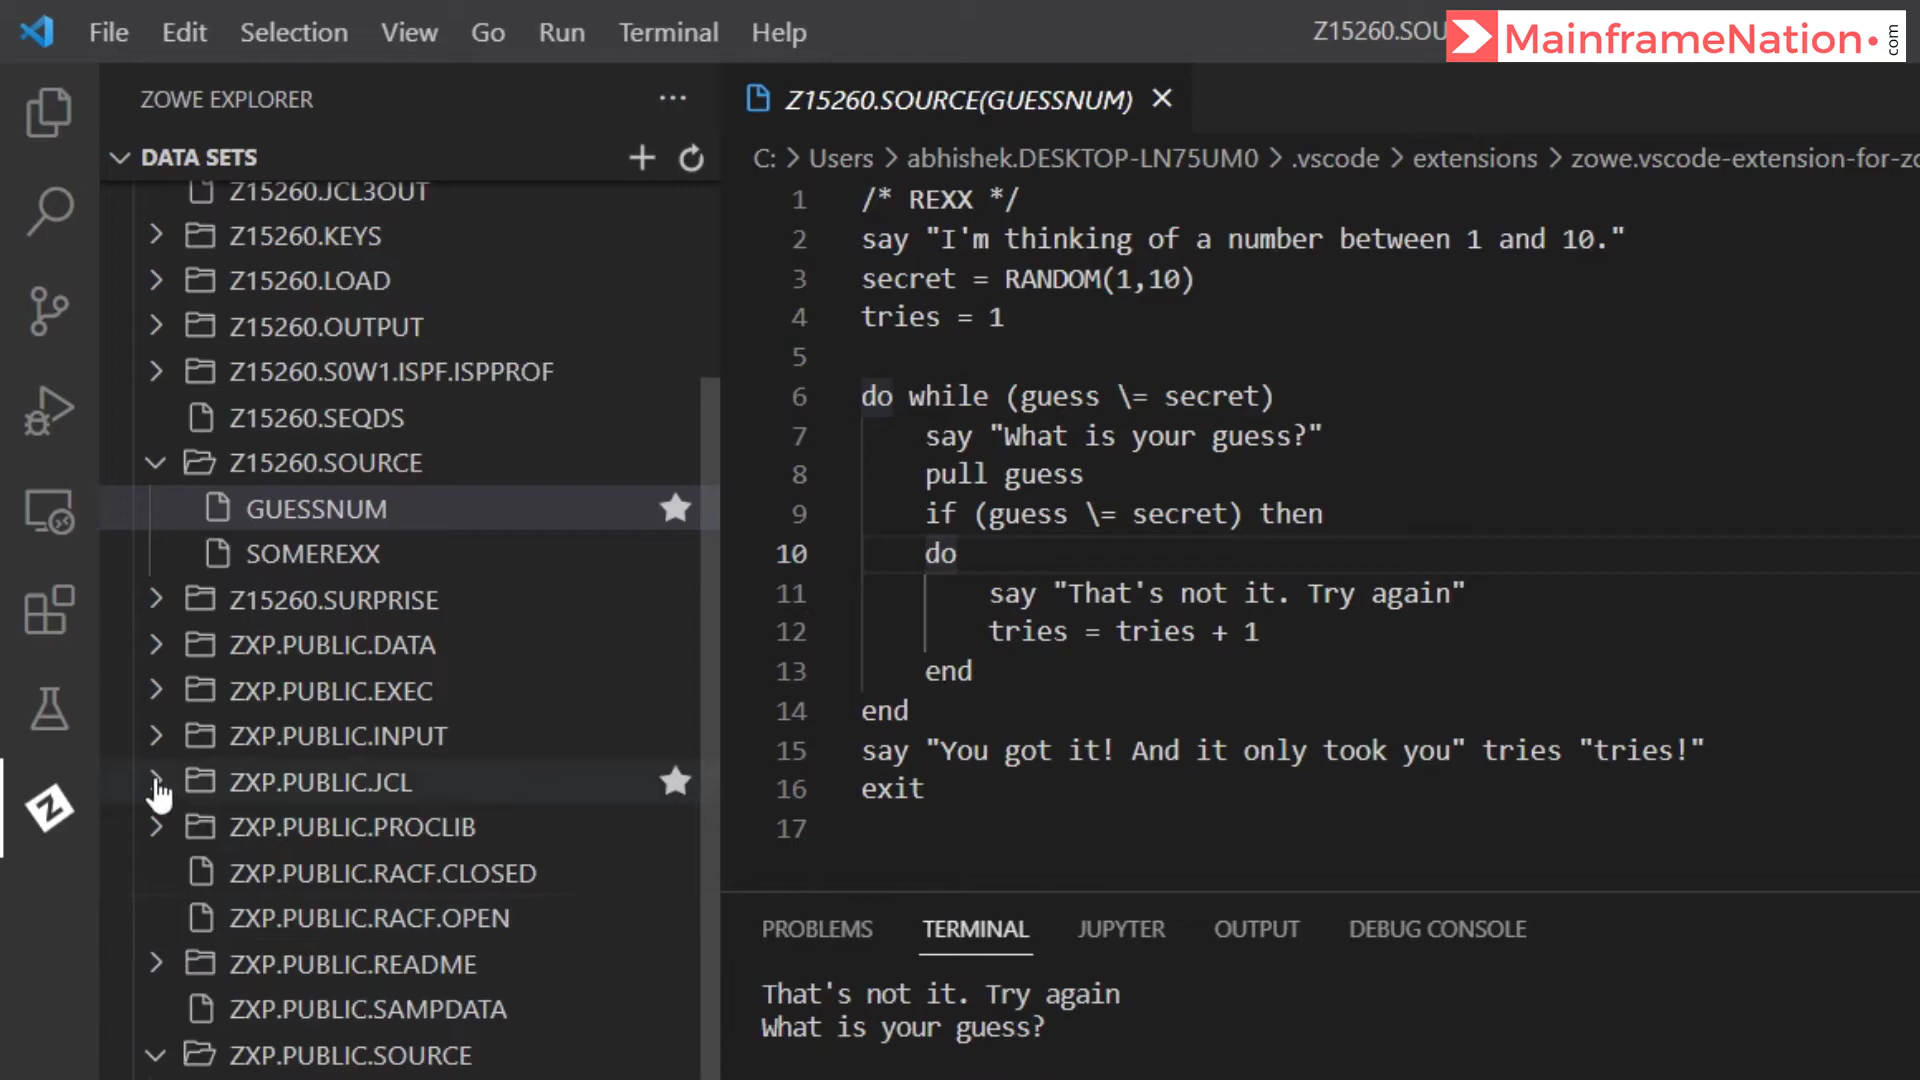 File Edit Selection View Go Run Terminal Help
Z15260.SOU
MainframeNation.com
ZOWE EXPLORER
DATA SETS
Z15260.JCL3OUT
Z15260.KEYS
Z15260.LOAD
Z15260.OUTPUT
Z15260.S0W1.ISPF.ISPPROF
Z15260.SEQDS
Z15260.SOURCE
GUESSNUM
SOMEREXX
Z15260.SURPRISE
ZXP.PUBLIC.DATA
ZXP.PUBLIC.EXEC
ZXP.PUBLIC.INPUT
ZXP.PUBLIC.JCL
ZXP.PUBLIC.PROCLIB
ZXP.PUBLIC.RACF.CLOSED
ZXP.PUBLIC.RACF.OPEN
ZXP.PUBLIC.README
ZXP.PUBLIC.SAMPDATA
ZXP.PUBLIC.SOURCE
Z15260.SOURCE(GUESSNUM)
C: > Users > abhishek.DESKTOP-LN75UM0 > .vscode > extensions > zowe.vscode-extension-for-zo
1 /* REXX */
2 say "I'm thinking of a number between 1 and 10."
3 secret = RANDOM(1,10)
4 tries = 1
5
6 do while (guess \= secret)
7 say "What is your guess?"
8 pull guess
9 if (guess \= secret) then
10 do
11 say "That's not it. Try again"
12 tries = tries + 1
13 end
14 end
15 say "You got it! And it only took you" tries "tries!"
16 exit
17
PROBLEMS TERMINAL JUPYTER OUTPUT DEBUG CONSOLE
That's not it. Try again
What is your guess?